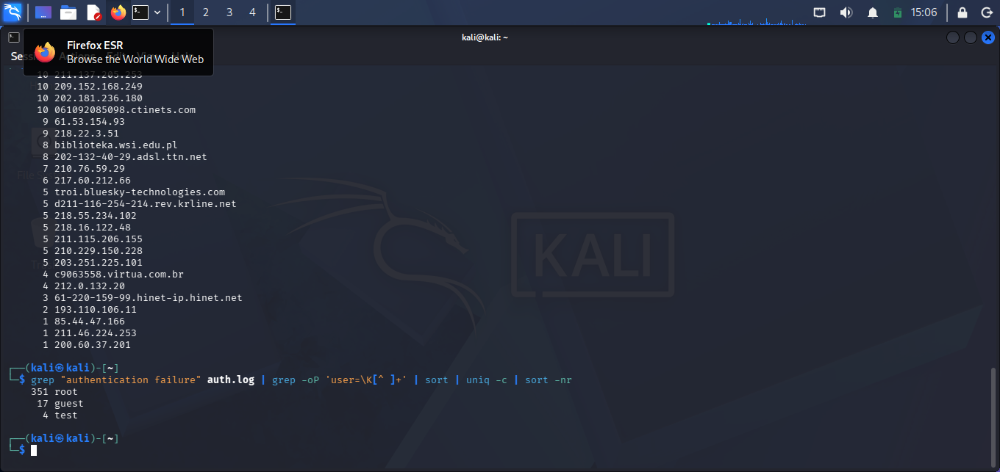 1 2 3 4 15:06
kali@kali: ~
Firefox ESR
Browse the World Wide Web
10 211.137.205.253
10 209.152.168.249
10 202.181.236.180
10 061092085098.ctinets.com
9 61.53.154.93
9 218.22.3.51
8 biblioteka.wsi.edu.pl
8 202-132-40-29.adsl.ttn.net
7 210.76.59.29
6 217.60.212.66
5 troi.bluesky-technologies.com
5 d211-116-254-214.rev.krline.net
5 218.55.234.102
5 218.16.122.48
5 211.115.206.155
5 210.229.150.228
5 203.251.225.101
4 c9063558.virtua.com.br
4 212.0.132.20
3 61-220-159-99.hinet-ip.hinet.net
2 193.110.106.11
1 85.44.47.166
1 211.46.224.253
1 200.60.37.201
KALI
┌──(kali㉿kali)-[~]
└─$ grep "authentication failure" auth.log | grep -oP 'user=\K[^ ]+' | sort | uniq -c | sort -nr
351 root
17 guest
4 test
┌──(kali㉿kali)-[~]
└─$